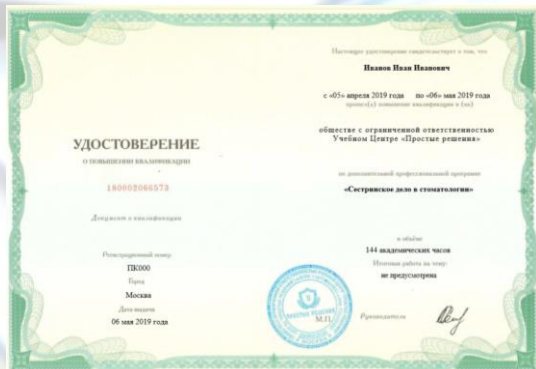 УДОСТОВЕРЕНИЕ
О ПОВЫШЕНИИ КВАЛИФИКАЦИИ
180002066573
Документ о квалификации
Регистрационный номер
ПК000
Город
Москва
Дата выдачи
06 мая 2019 года
Настоящее удостоверение свидетельствует о том, что
Иванов Иван Иванович
с «05» апреля 2019 года по «06» мая 2019 года
прошел(а) повышение квалификации в (на)
обществе с ограниченной ответственностью
Учебном Центре «Простые решения»
по дополнительной профессиональной программе
«Сестринское дело в стоматологии»
в объёме
144 академических часов
Итоговая работа на тему:
не предусмотрена
ПРОСТЫЕ РЕШЕНИЯ
М.П.
Руководитель